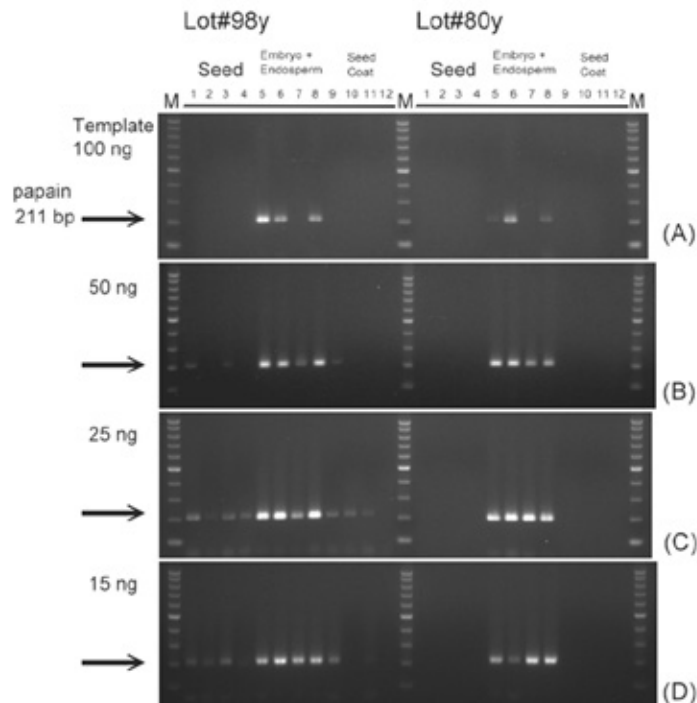 Lot#98y Lot#80y
Embryo + Seed Embryo + Seed
Seed Endosperm Coat Seed Endosperm Coat
M 1 2 3 4 5 6 7 8 9 10 11 12 M 1 2 3 4 5 6 7 8 9 10 11 12 M
Template
100 ng
papain
211 bp
(A)
50 ng
(B)
25 ng
(C)
15 ng
(D)